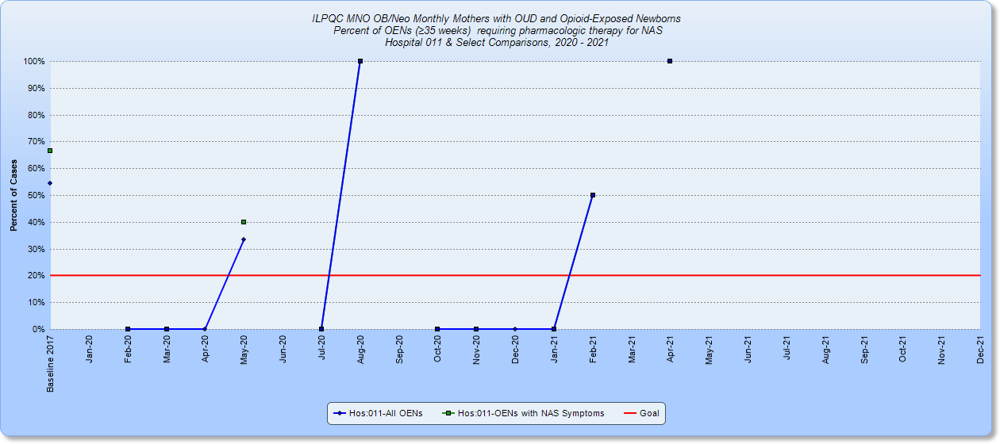 ILPQC MNO OB/Neo Monthly Mothers with OUD and Opioid-Exposed Newborns
Percent of OENs (≥35 weeks) requiring pharmacologic therapy for NAS
Hospital 011 & Select Comparisons, 2020 - 2021
Percent of Cases
100%
90%
80%
70%
60%
50%
40%
30%
20%
10%
0%
Baseline 2017
Jan-20
Feb-20
Mar-20
Apr-20
May-20
Jun-20
Jul-20
Aug-20
Sep-20
Oct-20
Nov-20
Dec-20
Jan-21
Feb-21
Mar-21
Apr-21
May-21
Jun-21
Jul-21
Aug-21
Sep-21
Oct-21
Nov-21
Dec-21
Hos:011-All OENs
Hos:011-OENs with NAS Symptoms
Goal